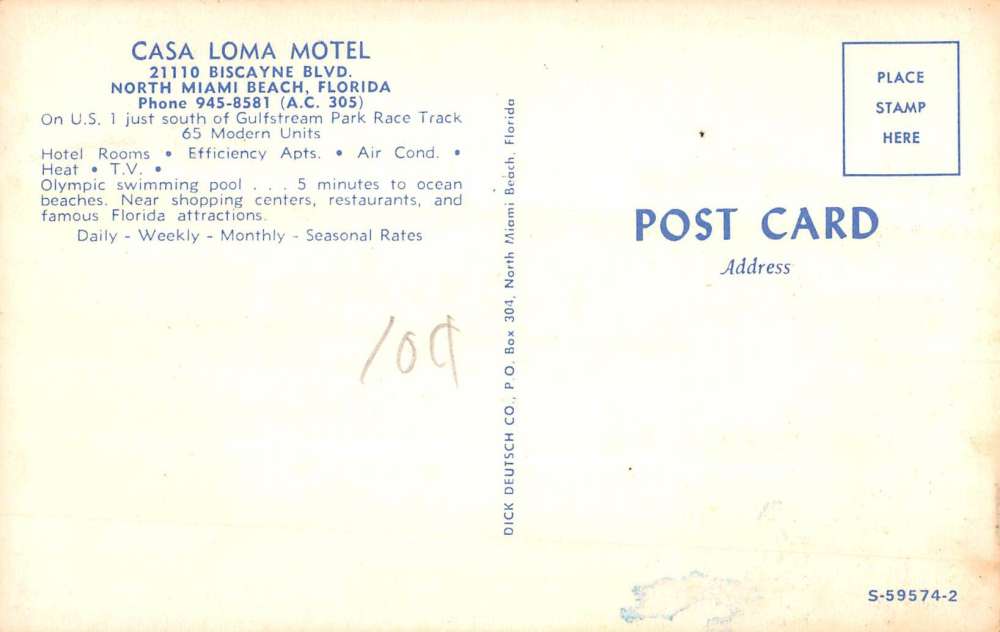 CASA LOMA MOTEL
21110 BISCAYNE BLVD.
NORTH MIAMI BEACH, FLORIDA
Phone 945-8581 (A.C. 305)
On U.S. 1 just south of Gulfstream Park Race Track
65 Modern Units
Hotel Rooms • Efficiency Apts. • Air Cond. •
Heat • T.V. •
Olympic swimming pool . . . 5 minutes to ocean
beaches. Near shopping centers, restaurants, and
famous Florida attractions.
Daily - Weekly - Monthly - Seasonal Rates
10¢
DICK DEUTSCH CO., P.O. Box 304, North Miami Beach, Florida
PLACE
STAMP
HERE
POST CARD
Address
S-59574-2